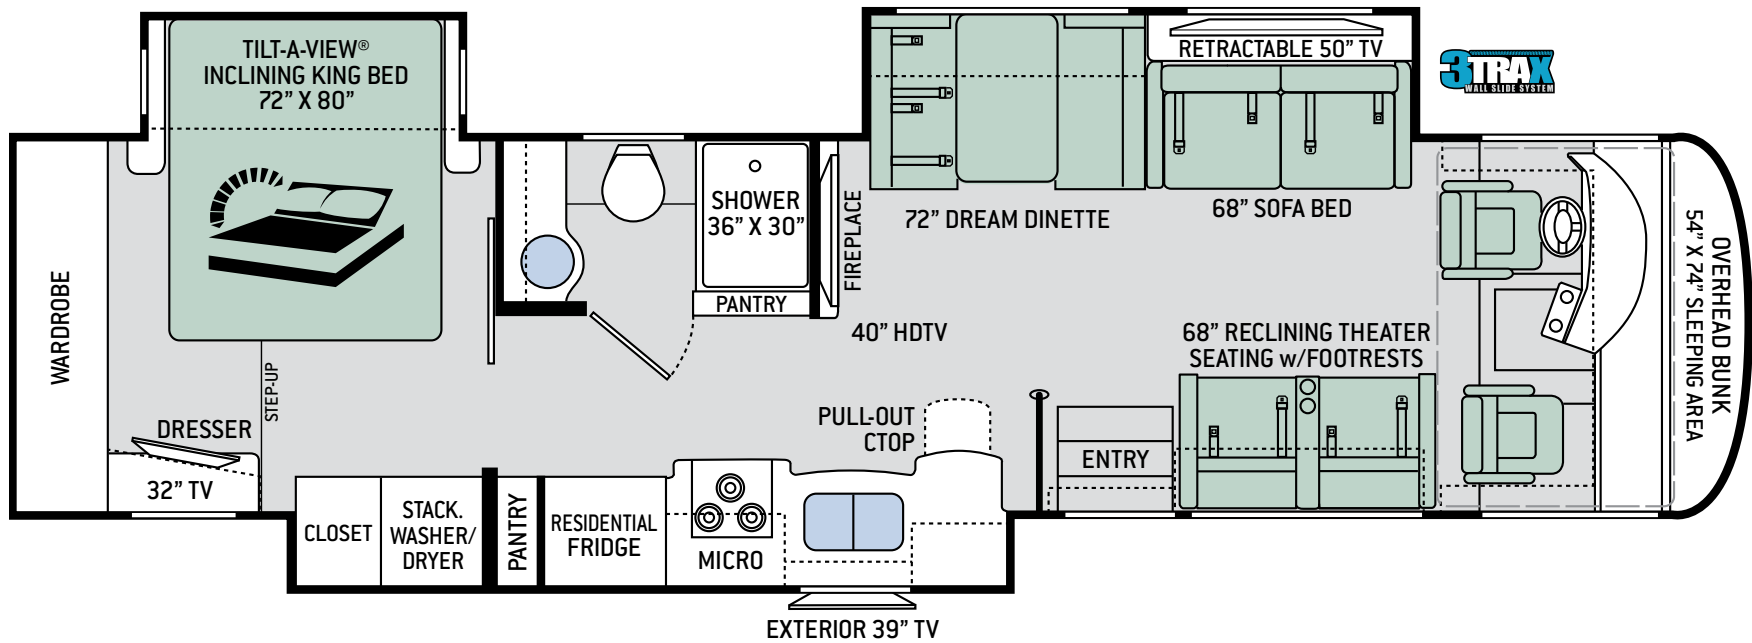 TILT-A-VIEW®
INCLINING KING BED
72” X 80”
RETRACTABLE 50” TV
3TRAX
WALL SLIDE SYSTEM
SHOWER
36” X 30”
FIREPLACE
72” DREAM DINETTE
68” SOFA BED
WARDROBE
PANTRY
40” HDTV
68” RECLINING THEATER
SEATING w/FOOTRESTS
OVERHEAD BUNK
54” X 74” SLEEPING AREA
STEP-UP
DRESSER
32” TV
PULL-OUT
CTOP
ENTRY
CLOSET
STACK.
WASHER/
DRYER
PANTRY
RESIDENTIAL
FRIDGE
MICRO
EXTERIOR 39” TV